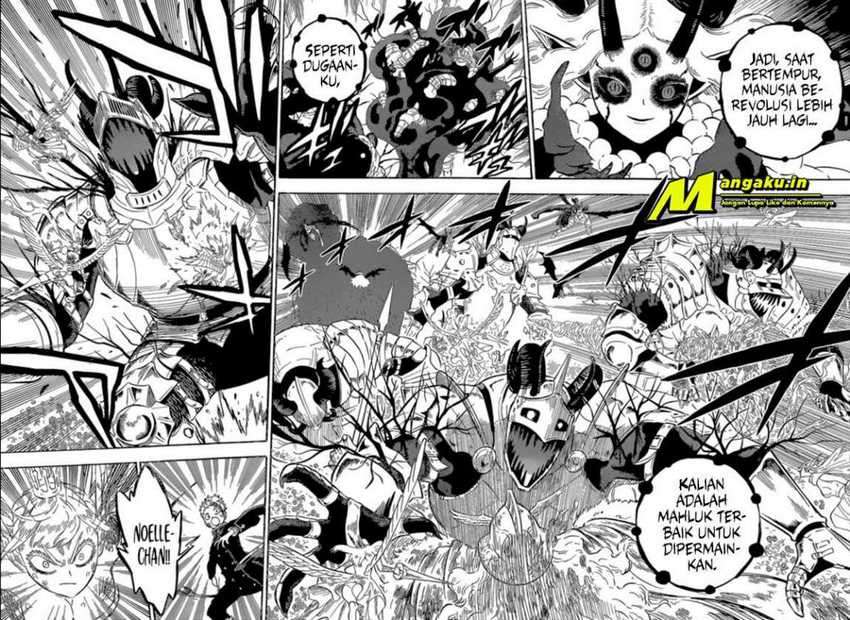 JADI, SAAT
BERTEMPUR,
MANUSIA BE-
REVOLUSI LEBIH
JAUH LAGI...
SEPERTI
DUGAAN-
KU,
Mangaku.in
Jangan Lupa Like dan Komennya
KALIAN
ADALAH
MAHLUK TER-
BAIK UNTUK
DIPERMAIN-
KAN.
NOELLE-
CHAN!!